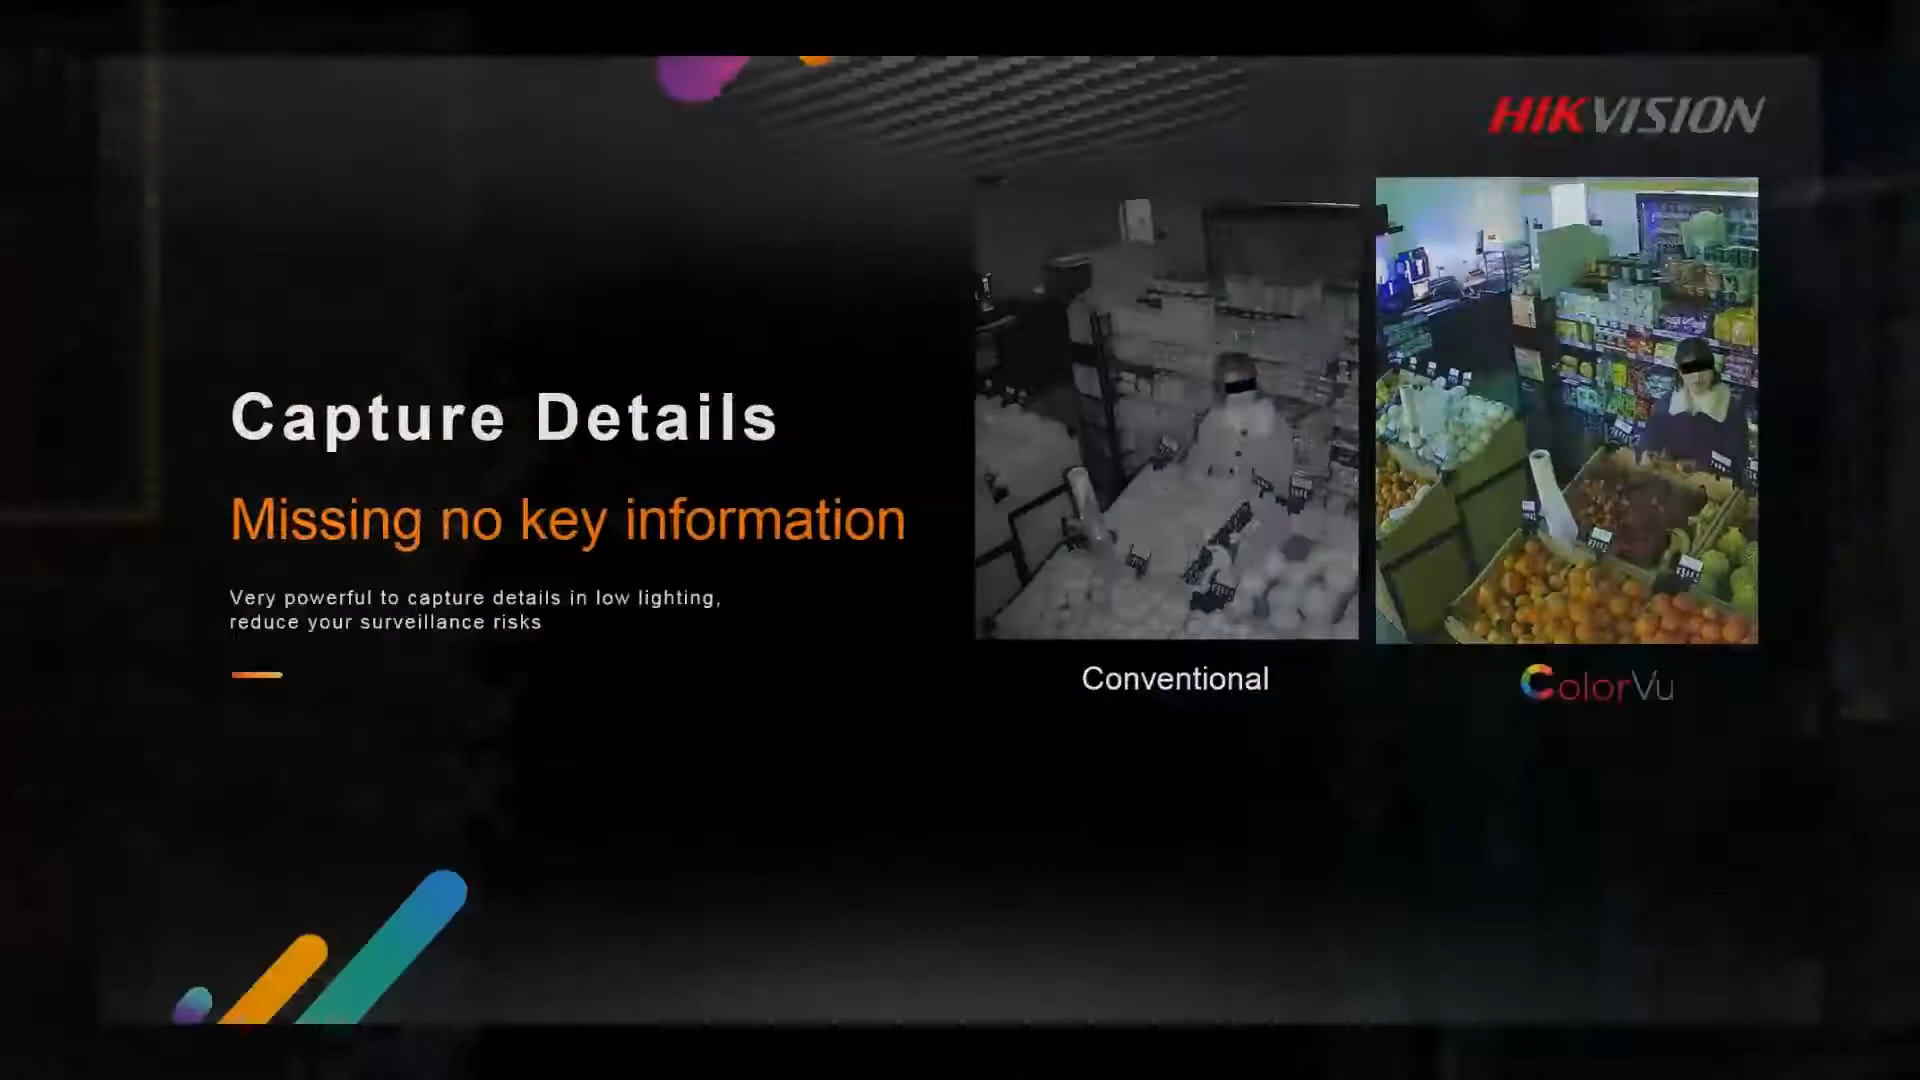 HIKVISION
Capture Details
Missing no key information
Very powerful to capture details in low lighting,
reduce your surveillance risks
Conventional
ColorVu